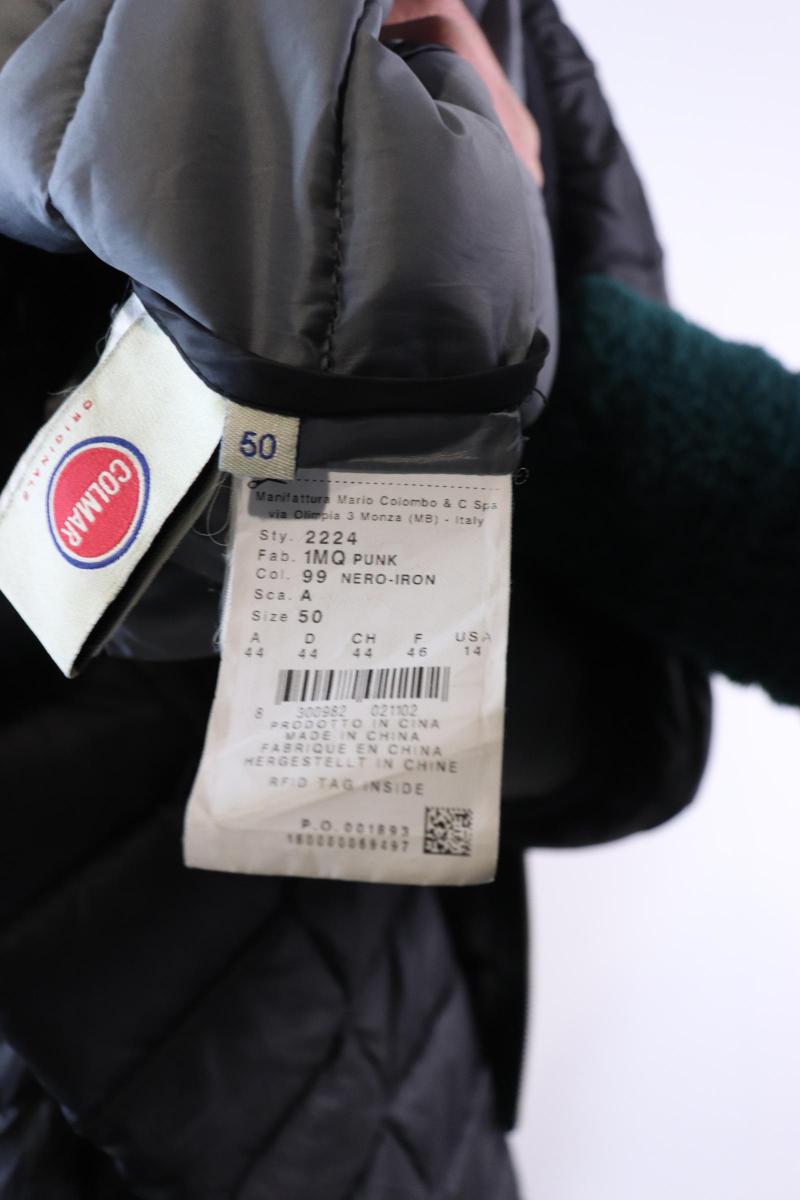 ORIGINALS
COLMAR
50
Manifattura Mario Colombo & C Spa
via Olimpia 3 Monza (MB) - Italy
Sty. 2224
Fab. 1MQ PUNK
Col. 99 NERO-IRON
Sca. A
Size 50
A D CH F USA
44 44 44 46 14
8 300982 021102
PRODOTTO IN CINA
MADE IN CHINA
FABRIQUE EN CHINA
HERGESTELLT IN CHINE
RFID TAG INSIDE
P.O. 001893
160000069497